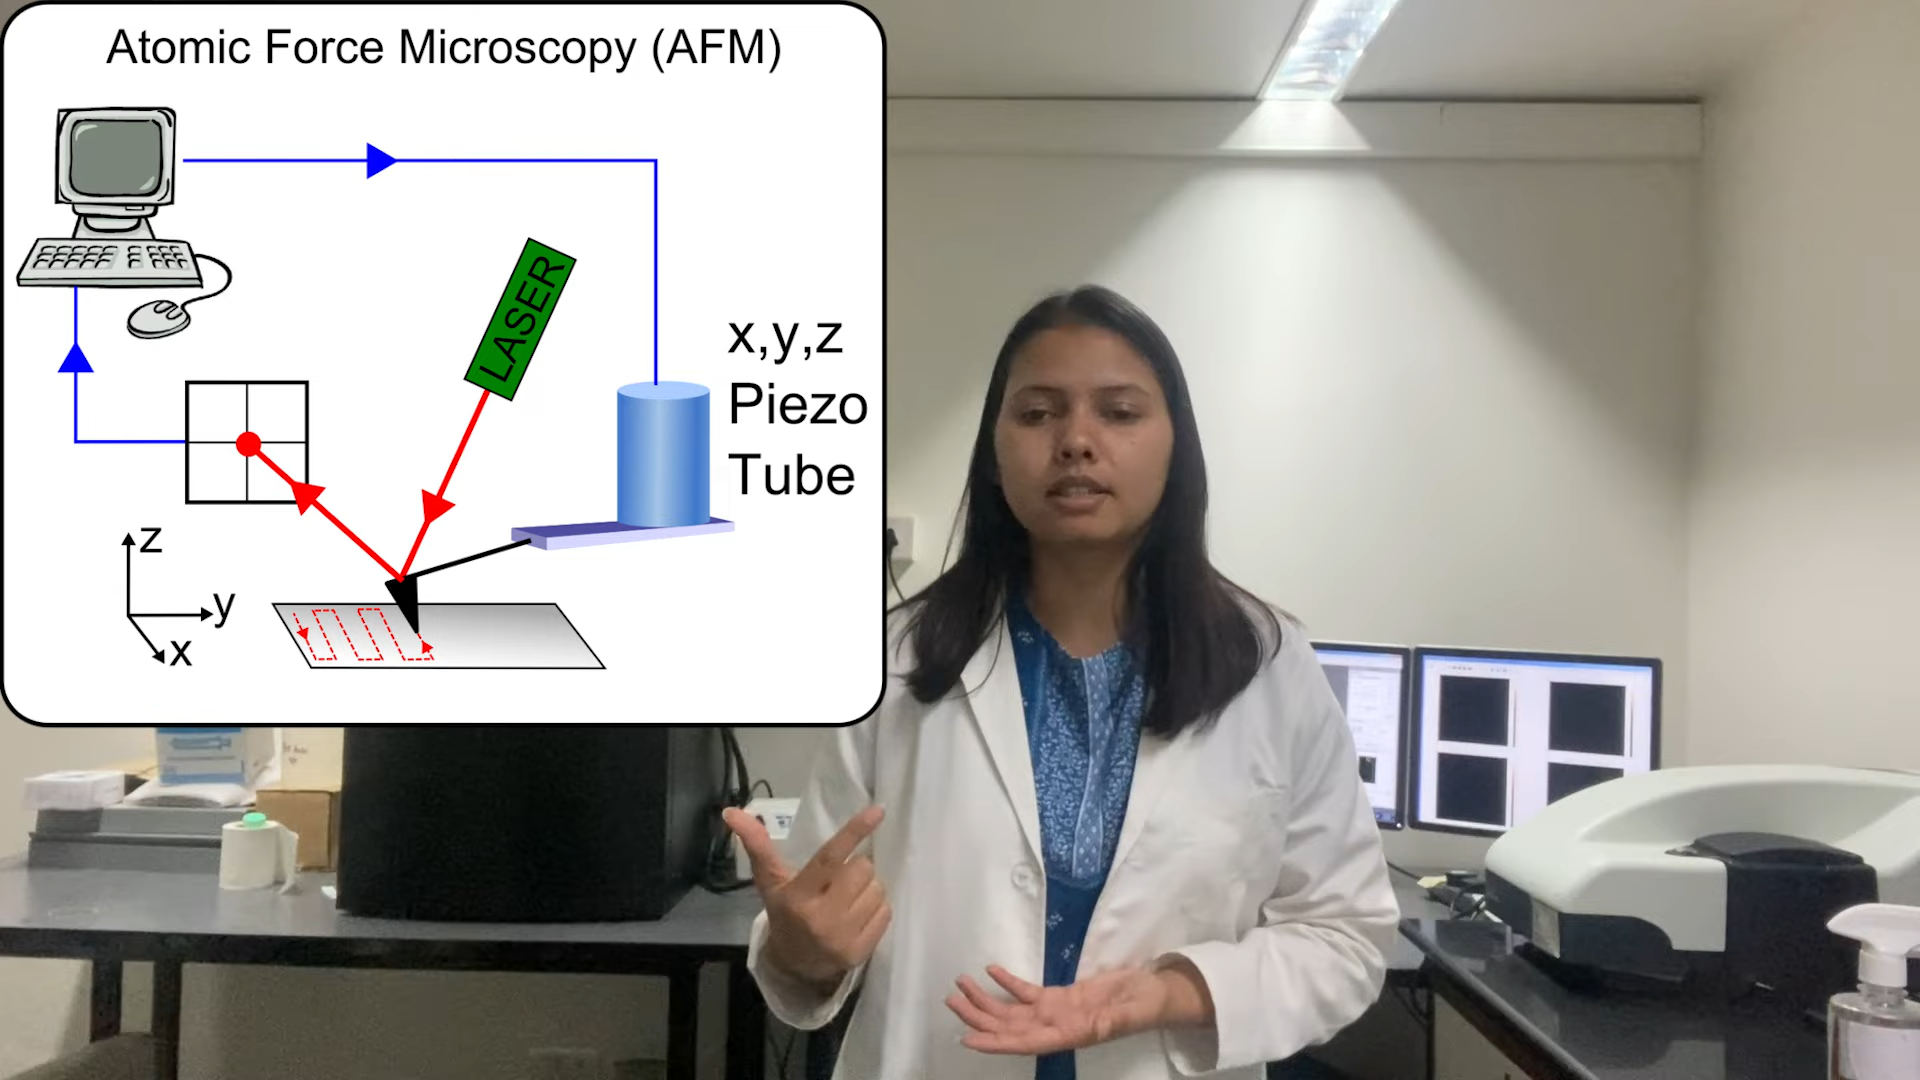 Atomic Force Microscopy (AFM)
LASER
x,y,z
Piezo
Tube
z
y
x